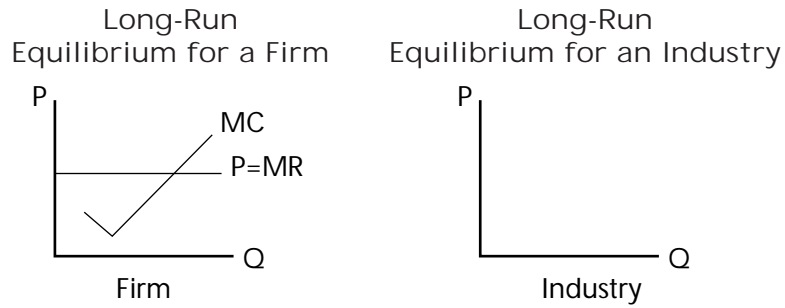 Long-Run
Equilibrium for a Firm
P
MC
P=MR
Q
Firm
Long-Run
Equilibrium for an Industry
P
Q
Industry